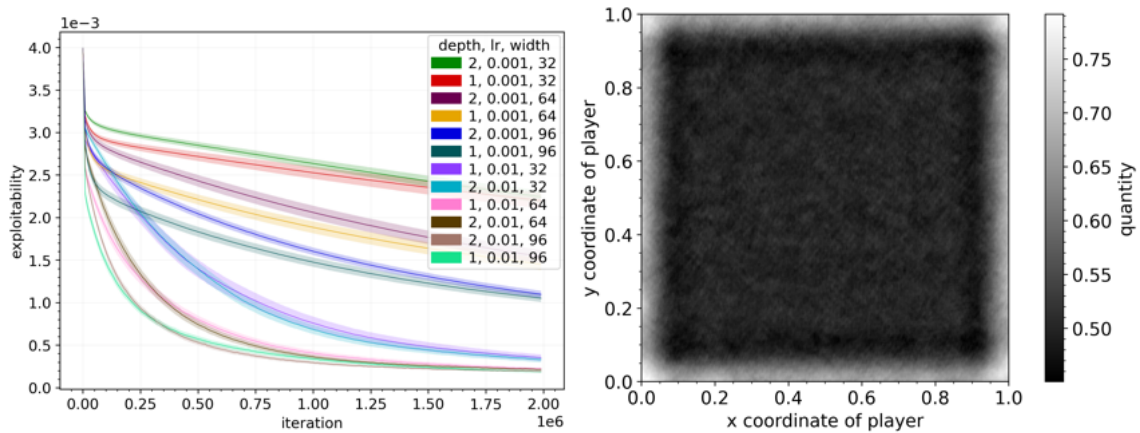 1e−3
4.0
3.5
3.0
2.5
2.0
1.5
1.0
0.5
0.0
exploitability
depth, lr, width
2, 0.001, 32
1, 0.001, 32
2, 0.001, 64
1, 0.001, 64
2, 0.001, 96
1, 0.001, 96
1, 0.01, 32
2, 0.01, 32
1, 0.01, 64
2, 0.01, 64
2, 0.01, 96
1, 0.01, 96
0.00 0.25 0.50 0.75 1.00 1.25 1.50 1.75 2.00
iteration
1e6
1.0
0.8
0.6
0.4
0.2
0.0
y coordinate of player
0.0 0.2 0.4 0.6 0.8 1.0
x coordinate of player
0.75
0.70
0.65
0.60
0.55
0.50
quantity